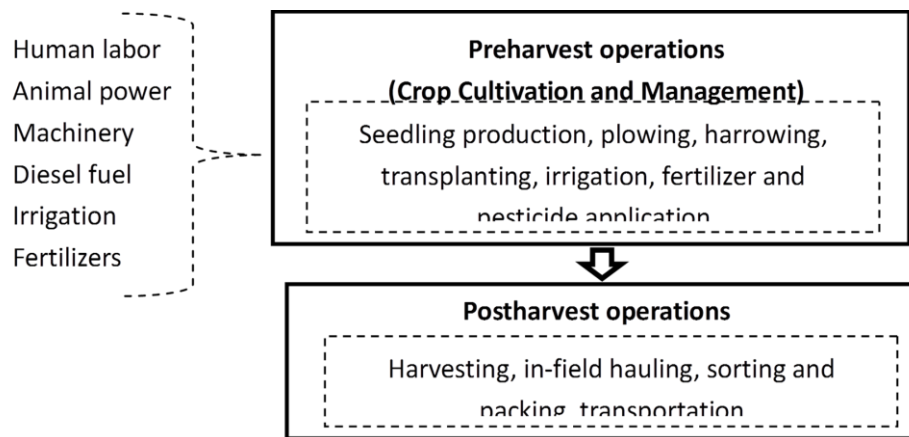 Human labor
Animal power
Machinery
Diesel fuel
Irrigation
Fertilizers
Preharvest operations
(Crop Cultivation and Management)
Seedling production, plowing, harrowing,
transplanting, irrigation, fertilizer and
pesticide application
Postharvest operations
Harvesting, in-field hauling, sorting and
packing, transportation